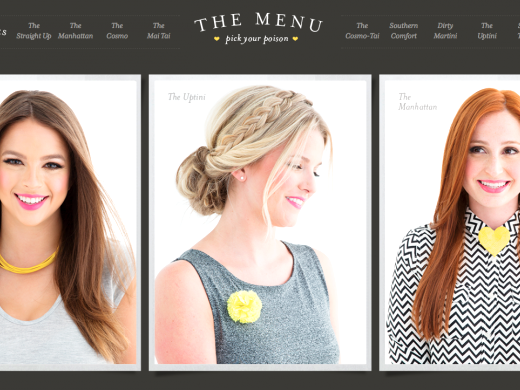 THE MENU
pick your poison
The
Straight Up
The
Manhattan
The
Cosmo
The
Mai Tai
The
Cosmo-Tai
Southern
Comfort
Dirty
Martini
The
Uptini
The Uptini
The
Manhattan